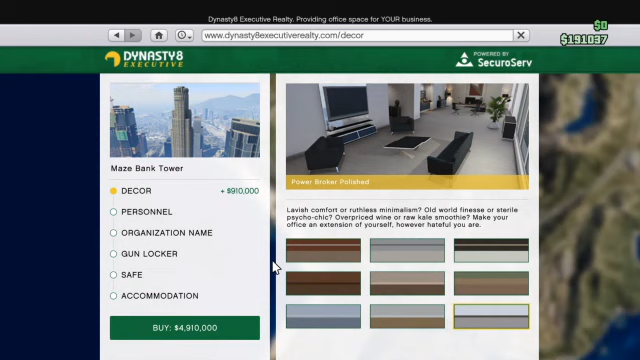 Dynasty8 Executive Realty. Providing office space for YOUR business.
$0
$191037
www.dynasty8executiverealty.com/decor
DYNASTY8
EXECUTIVE
POWERED BY
SecuroServ
Maze Bank Tower
DECOR + $910,000
PERSONNEL
ORGANIZATION NAME
GUN LOCKER
SAFE
ACCOMMODATION
BUY: $4,910,000
Power Broker Polished
Lavish comfort or ruthless minimalism? Old world finesse or sterile
psycho-chic? Overpriced wine or raw kale smoothie? Make your
office an extension of yourself, however hateful you are.